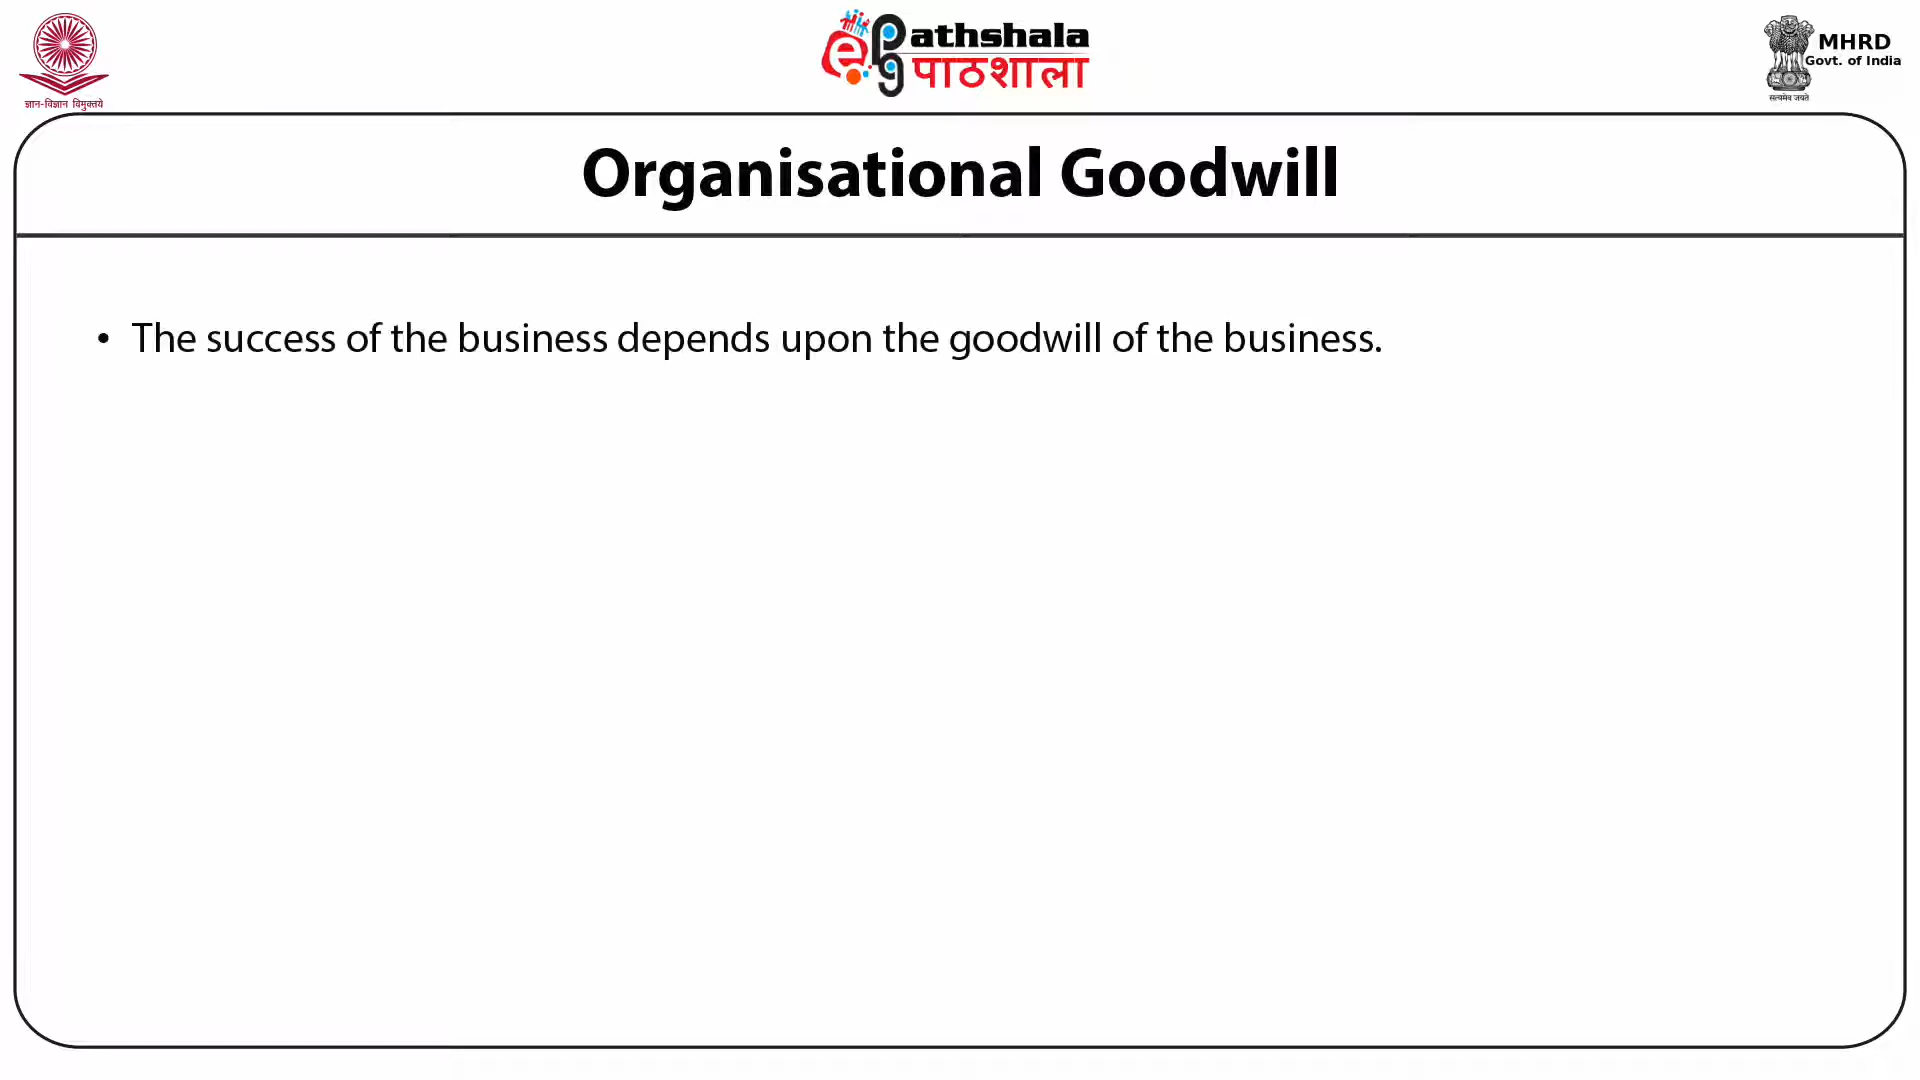 ज्ञान-विज्ञान विमुक्तये
ePathshala
पाठशाला
MHRD
Govt. of India
सत्यमेव जयते
Organisational Goodwill
• The success of the business depends upon the goodwill of the business.